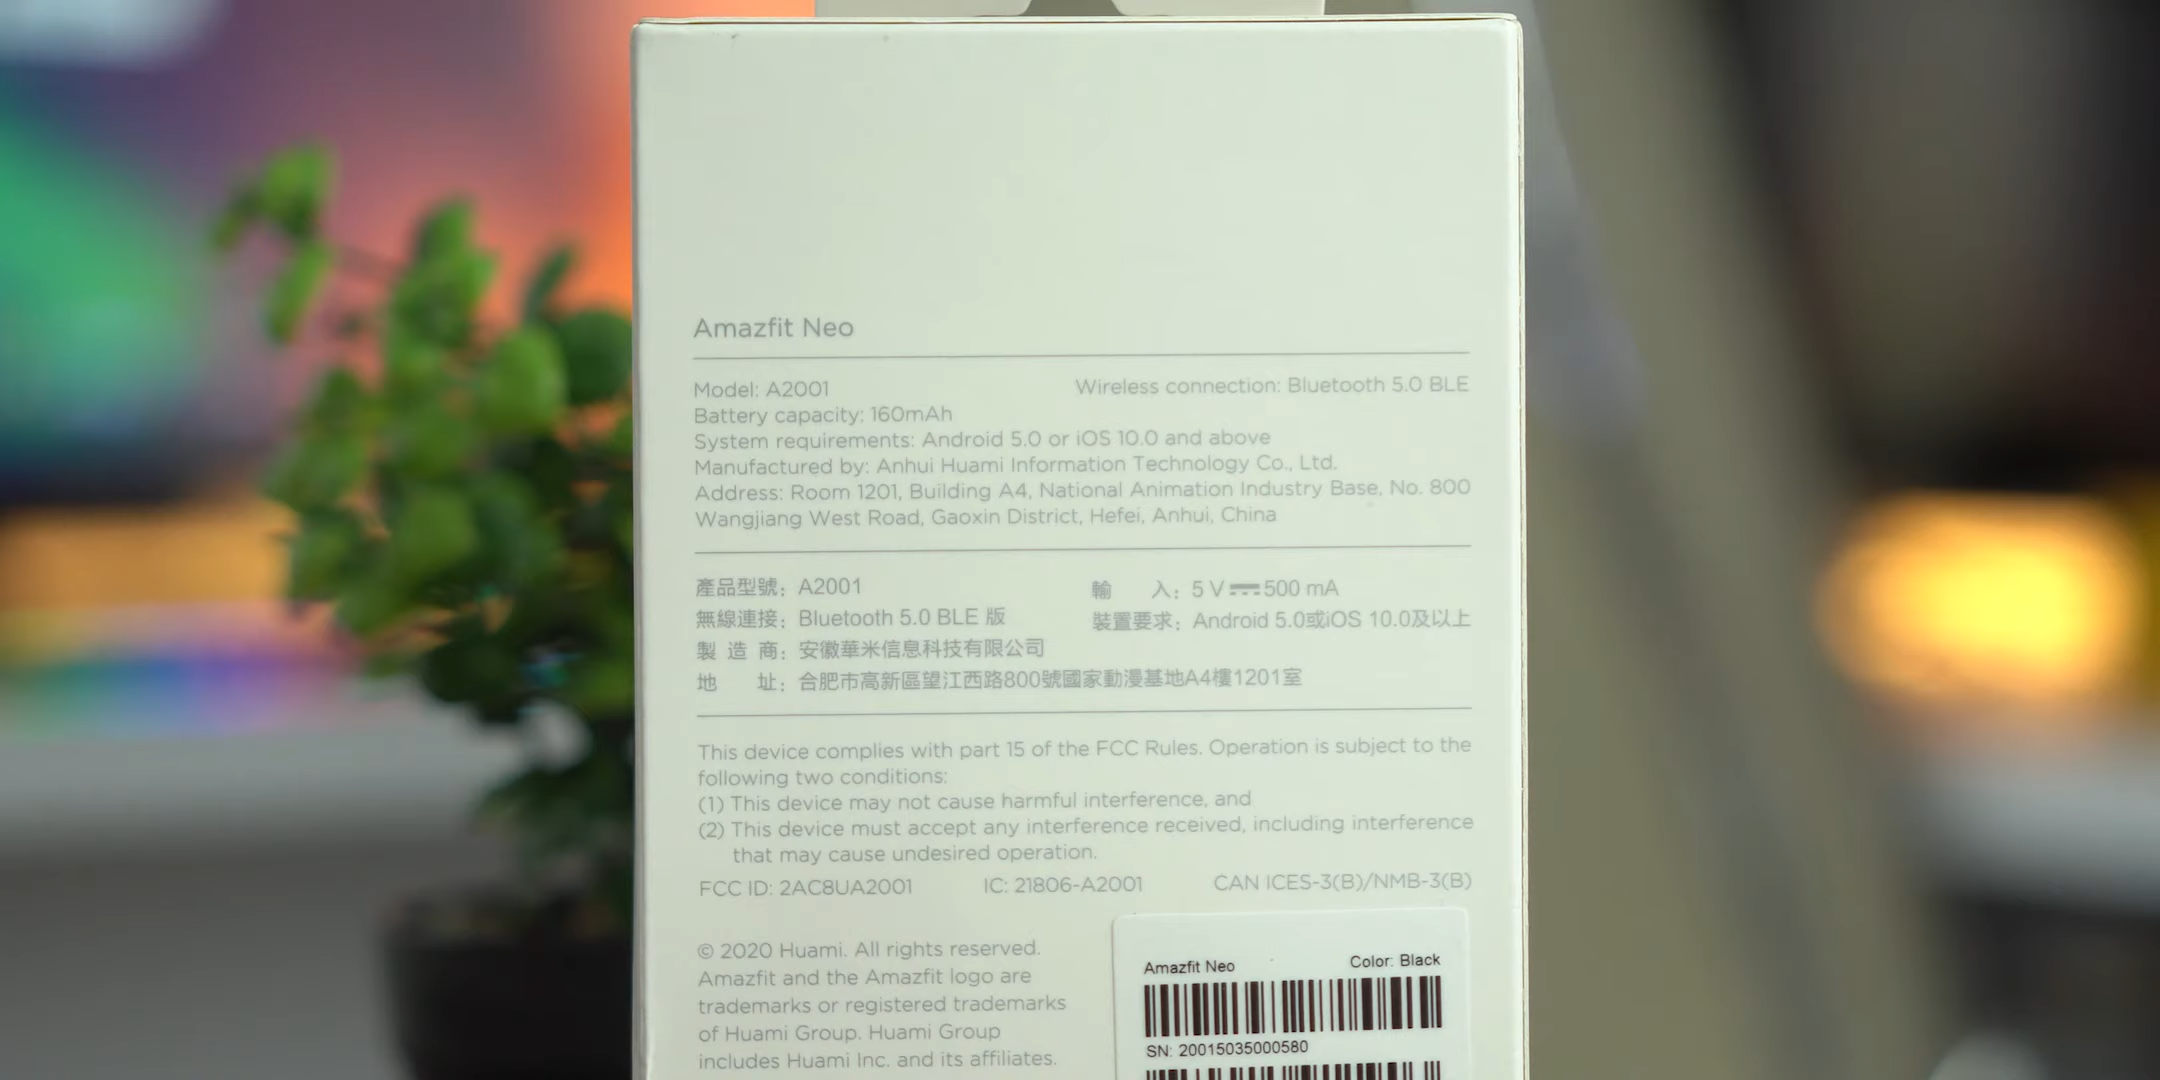 Amazfit Neo
Model: A2001 Wireless connection: Bluetooth 5.0 BLE
Battery capacity: 160mAh
System requirements: Android 5.0 or iOS 10.0 and above
Manufactured by: Anhui Huami Information Technology Co., Ltd.
Address: Room 1201, Building A4, National Animation Industry Base, No. 800
Wangjiang West Road, Gaoxin District, Hefei, Anhui, China
產品型號：A2001 輸 入：5 V⎓500 mA
無線連接：Bluetooth 5.0 BLE 版 裝置要求：Android 5.0或iOS 10.0及以上
製 造 商：安徽華米信息科技有限公司
地 址：合肥市高新區望江西路800號國家動漫基地A4樓1201室
This device complies with part 15 of the FCC Rules. Operation is subject to the
following two conditions:
(1) This device may not cause harmful interference, and
(2) This device must accept any interference received, including interference
that may cause undesired operation.
FCC ID: 2AC8UA2001 IC: 21806-A2001 CAN ICES-3(B)/NMB-3(B)
© 2020 Huami. All rights reserved.
Amazfit and the Amazfit logo are
trademarks or registered trademarks
of Huami Group. Huami Group
includes Huami Inc. and its affiliates.
Amazfit Neo Color: Black
SN: 20015035000580